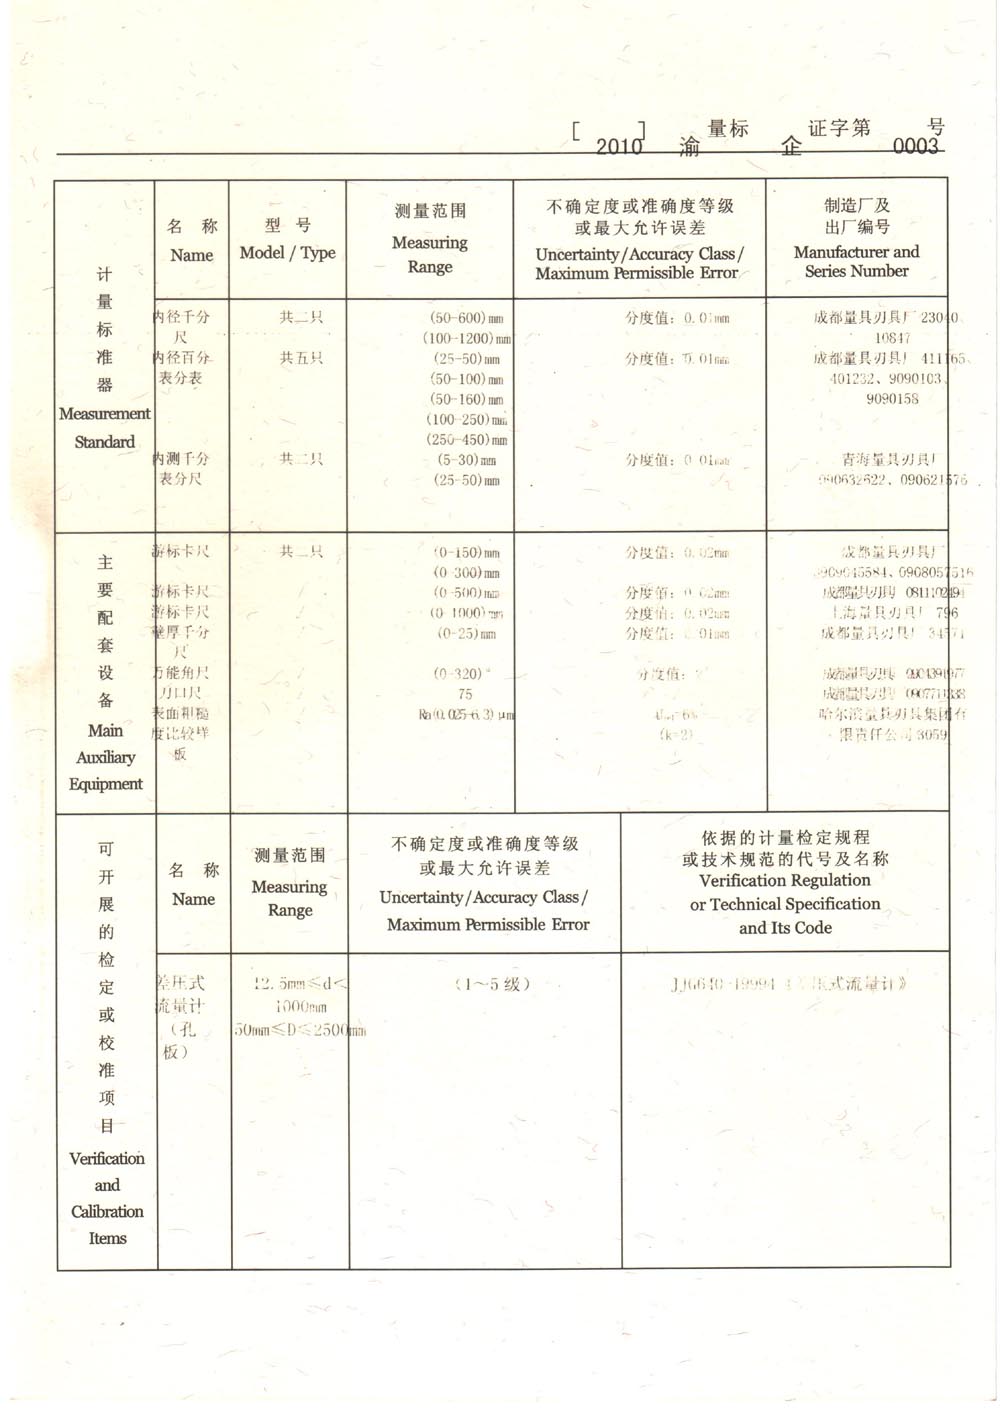 [2010] 渝 量标 企 证字第 0003 号
计量标准器
Measurement
Standard
名 称
Name
型 号
Model / Type
测量范围
Measuring
Range
不确定度或准确度等级
或最大允许误差
Uncertainty/Accuracy Class/
Maximum Permissible Error
制造厂及
出厂编号
Manufacturer and
Series Number
内径千分 共二只 (50-600)mm 分度值：0.01mm 成都量具刃具厂 23040、
尺 (100-1200)mm 10847
内径百分 共五只 (25-50)mm 分度值：0.01mm 成都量具刃具厂 411165、
表分表 (50-100)mm 401232、9090103、
(50-160)mm 9090158
(100-250)mm
(250-450)mm
内测千分 共二只 (5-30)mm 分度值：0.01mm 青海量具刃具厂
表分尺 (25-50)mm 090632622、090621576
主要配套设备
Main
Auxiliary
Equipment
游标卡尺 共二只 (0-150)mm 分度值：0.02mm 成都量具刃具厂
(0-300)mm 0908057516
游标卡尺 (0-500)mm 分度值：0.02mm 成都量具刃具厂
游标卡尺 (0-1000)mm 分度值：0.02mm 上海量具刃具厂 796
壁厚千分 (0-25)mm 分度值：0.01mm 成都量具刃具厂 34571
尺
万能角尺 (0-320)° 分度值： 成都量具刃具厂
刀口尺 75 成都量具刃具厂
表面粗糙 Ra(0.025-6.3)μm 哈尔滨量具刃具集团有
度比较样 (k=2) 限责任公司 3059
板
可开展的检定或校准项目
Verification
and
Calibration
Items
名 称
Name
测量范围
Measuring
Range
不确定度或准确度等级
或最大允许误差
Uncertainty/Accuracy Class/
Maximum Permissible Error
依据的计量检定规程
或技术规范的代号及名称
Verification Regulation
or Technical Specification
and Its Code
差压式 12.5mm≤d< （1～5 级） 压式流量计》
流量计 1000mm
（孔 50mm≤D≤2500mm
板）